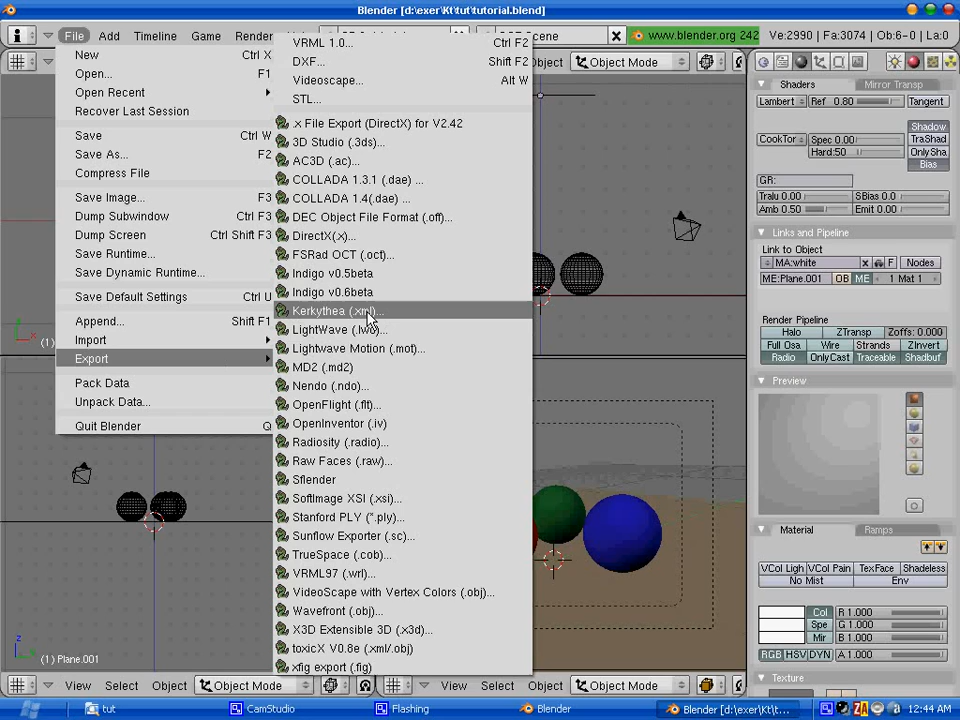 Blender [d:\exer\Kt\tut\tutorial.blend]
File Add Timeline Game Render Scene www.blender.org 242 Ve:2990 | Fa:3074 | Ob:6-0 | La:0
New Ctrl X
Open... F1
Open Recent
Recover Last Session
Save Ctrl W
Save As... F2
Compress File
Save Image... F3
Dump Subwindow Ctrl F3
Dump Screen Ctrl Shift F3
Save Runtime...
Save Dynamic Runtime...
Save Default Settings Ctrl U
Append... Shift F1
Import
Export
Pack Data
Unpack Data...
Quit Blender Q
VRML 1.0... Ctrl F2
DXF... Shift F2
Videoscape... Alt W
STL...
.x File Export (DirectX) for V2.42
3D Studio (.3ds)...
AC3D (.ac)...
COLLADA 1.3.1 (.dae) ...
COLLADA 1.4(.dae) ...
DEC Object File Format (.off)...
DirectX(.x)...
FSRad OCT (.oct)...
Indigo v0.5beta
Indigo v0.6beta
Kerkythea (.xml)...
LightWave (.lwo)...
Lightwave Motion (.mot)...
MD2 (.md2)
Nendo (.ndo)...
OpenFlight (.flt)...
OpenInventor (.iv)
Radiosity (.radio)...
Raw Faces (.raw)...
Sflender
SoftImage XSI (.xsi)...
Stanford PLY (*.ply)...
Sunflow Exporter (.sc)...
TrueSpace (.cob)...
VRML97 (.wrl)...
VideoScape with Vertex Colors (.obj)...
Wavefront (.obj)...
X3D Extensible 3D (.x3d)...
toxicX V0.8e (.xml/.obj)
xfig export (.fig)
Object Object Mode
Shaders Mirror Transp
Lambert Ref 0.80 Tangent
Shadow
CookTor Spec 0.00 TraShad
Hard:50 OnlySha
Bias
GR:
Tralu 0.00 SBias 0.0
Amb 0.50 Emit 0.00
Links and Pipeline
Link to Object
MA:white F Nodes
ME:Plane.001 OB ME 1 Mat 1
Render Pipeline
Halo ZTransp Zoffs: 0.000
Full Osa Wire Strands ZInvert
Radio OnlyCast Traceable Shadbuf
Preview
Material Ramps
VCol Light VCol Pain TexFace Shadeless
No Mist Env
Col R 1.000
Spe G 1.000
Mir B 1.000
RGB HSV DYN A 1.000
Texture
x
(1)
z
x
(1) Plane.001
View Select Object Object Mode
View Select Object Object Mode
tut CamStudio Flashing Blender Blender [d:\exer\Kt\tu... 12:44 AM